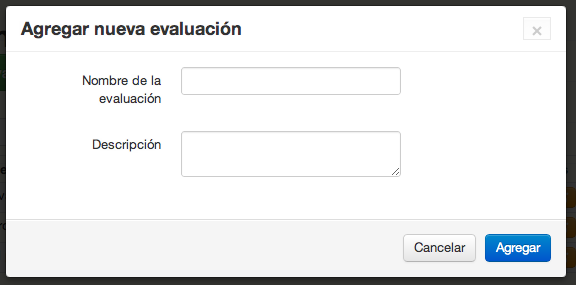 Agregar nueva evaluación
×
Nombre de la
evaluación
Descripción
Cancelar
Agregar